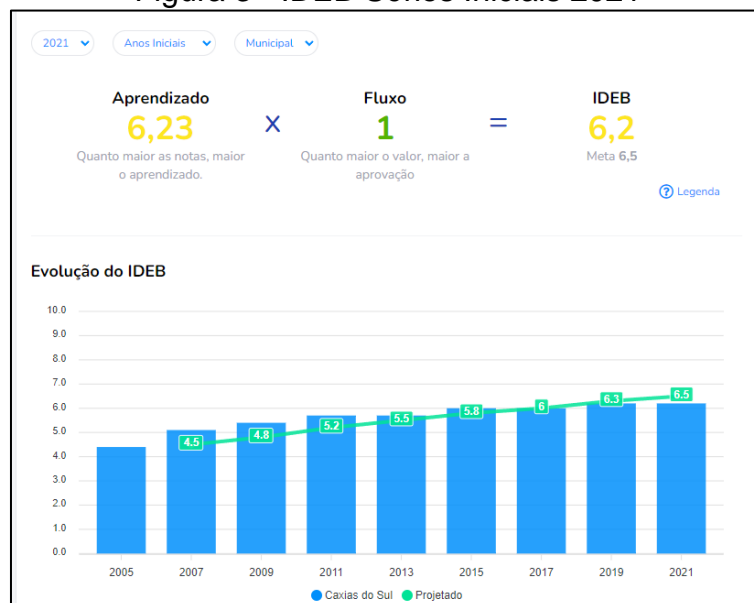 2021 Anos Iniciais Municipal
Aprendizado Fluxo IDEB
6,23 X 1 = 6,2
Quanto maior as notas, maior Quanto maior o valor, maior a Meta 6,5
o aprendizado. aprovação
? Legenda
Evolução do IDEB
10.0
9.0
8.0
7.0
6.0
5.0
4.0
3.0
2.0
1.0
0.0
4.5 4.8 5.2 5.5 5.8 6 6.3 6.5
2005 2007 2009 2011 2013 2015 2017 2019 2021
Caxias do Sul Projetado